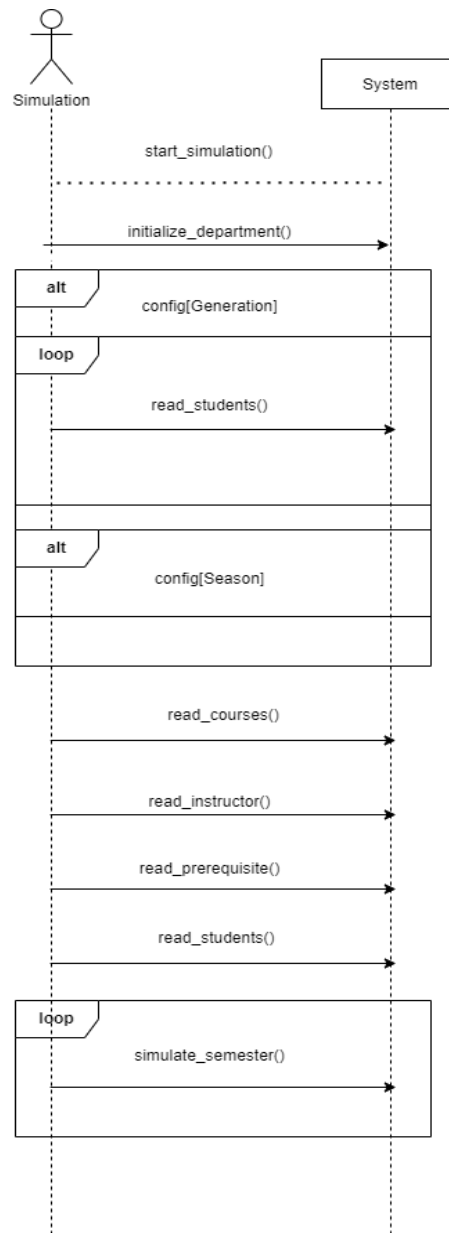 Simulation
System
start_simulation()
initialize_department()
alt
config[Generation]
loop
read_students()
alt
config[Season]
read_courses()
read_instructor()
read_prerequisite()
read_students()
loop
simulate_semester()